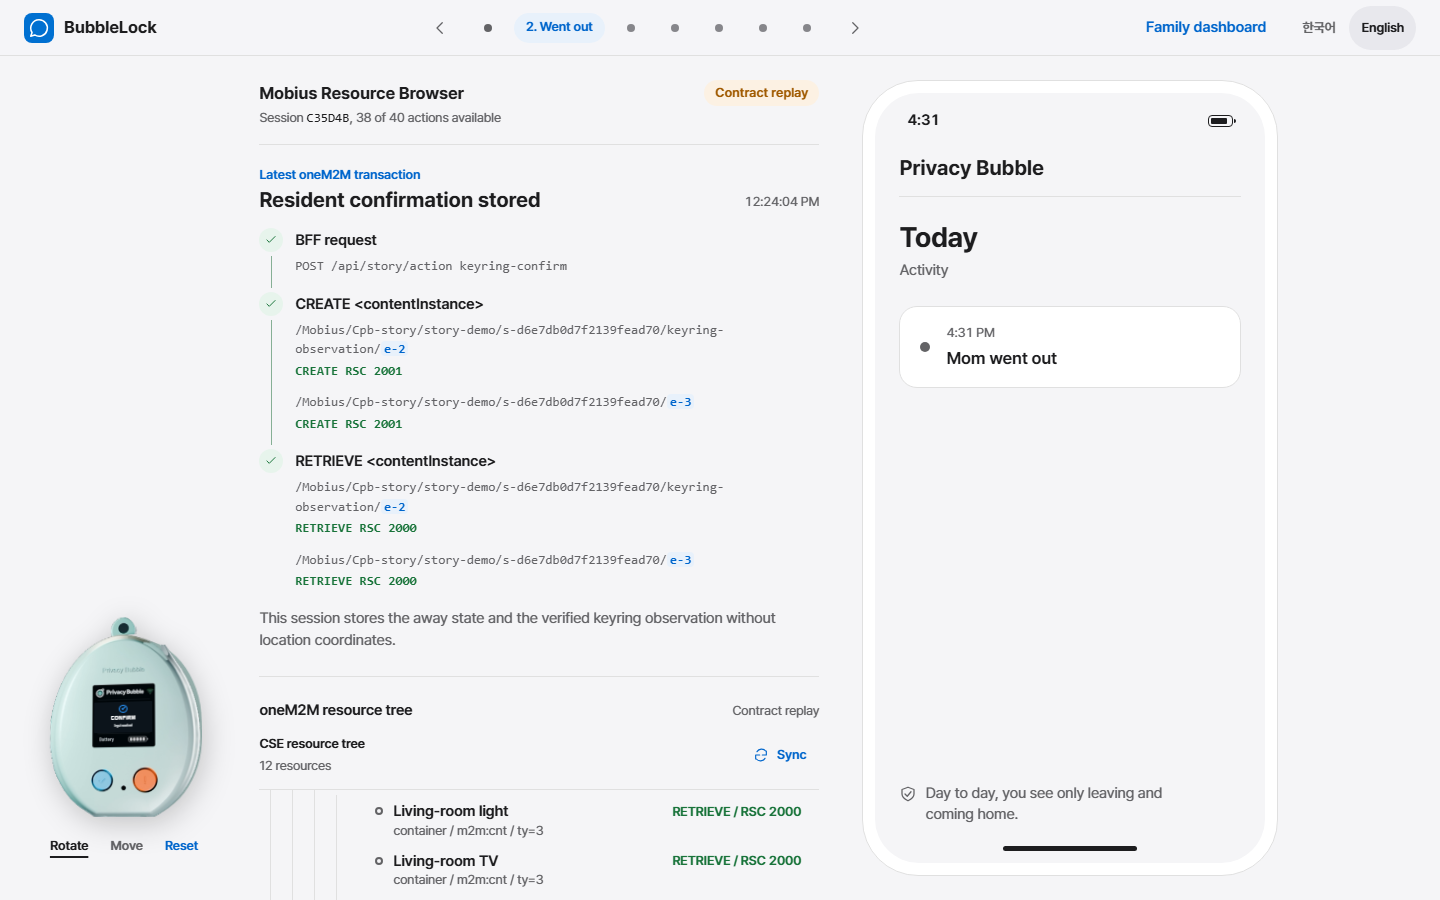 BubbleLock
2. Went out
Family dashboard
한국어
English
Mobius Resource Browser
Contract replay
Session C35D4B, 38 of 40 actions available
Latest oneM2M transaction
Resident confirmation stored
12:24:04 PM
BFF request
POST /api/story/action keyring-confirm
CREATE <contentInstance>
/Mobius/Cpb-story/story-demo/s-d6e7db0d7f2139fead70/keyring-
observation/e-2
CREATE RSC 2001
/Mobius/Cpb-story/story-demo/s-d6e7db0d7f2139fead70/e-3
CREATE RSC 2001
RETRIEVE <contentInstance>
/Mobius/Cpb-story/story-demo/s-d6e7db0d7f2139fead70/keyring-
observation/e-2
RETRIEVE RSC 2000
/Mobius/Cpb-story/story-demo/s-d6e7db0d7f2139fead70/e-3
RETRIEVE RSC 2000
This session stores the away state and the verified keyring observation without
location coordinates.
oneM2M resource tree
Contract replay
CSE resource tree
12 resources
Sync
Living-room light
RETRIEVE / RSC 2000
container / m2m:cnt / ty=3
Living-room TV
RETRIEVE / RSC 2000
container / m2m:cnt / ty=3
Privacy Bubble
Privacy Bubble
CONFIRM
Battery
Rotate
Move
Reset
4:31
Privacy Bubble
Today
Activity
4:31 PM
Mom went out
Day to day, you see only leaving and
coming home.